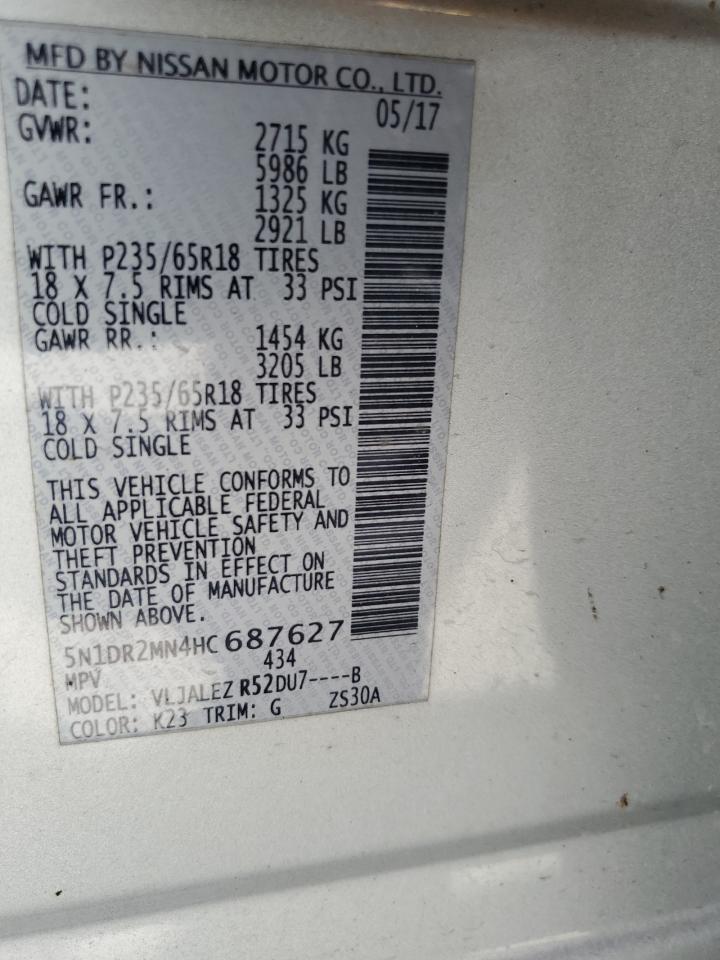 MFD BY NISSAN MOTOR CO., LTD.
DATE: 05/17
GVWR: 2715 KG
5986 LB
GAWR FR.: 1325 KG
2921 LB
WITH P235/65R18 TIRES
18 X 7.5 RIMS AT 33 PSI
COLD SINGLE
GAWR RR.: 1454 KG
3205 LB
WITH P235/65R18 TIRES
18 X 7.5 RIMS AT 33 PSI
COLD SINGLE
THIS VEHICLE CONFORMS TO
ALL APPLICABLE FEDERAL
MOTOR VEHICLE SAFETY AND
THEFT PREVENTION
STANDARDS IN EFFECT ON
THE DATE OF MANUFACTURE
SHOWN ABOVE.
5N1DR2MN4HC687627
MPV 434
MODEL: VLJALEZ R52DU7----B
COLOR: K23 TRIM: G ZS30A